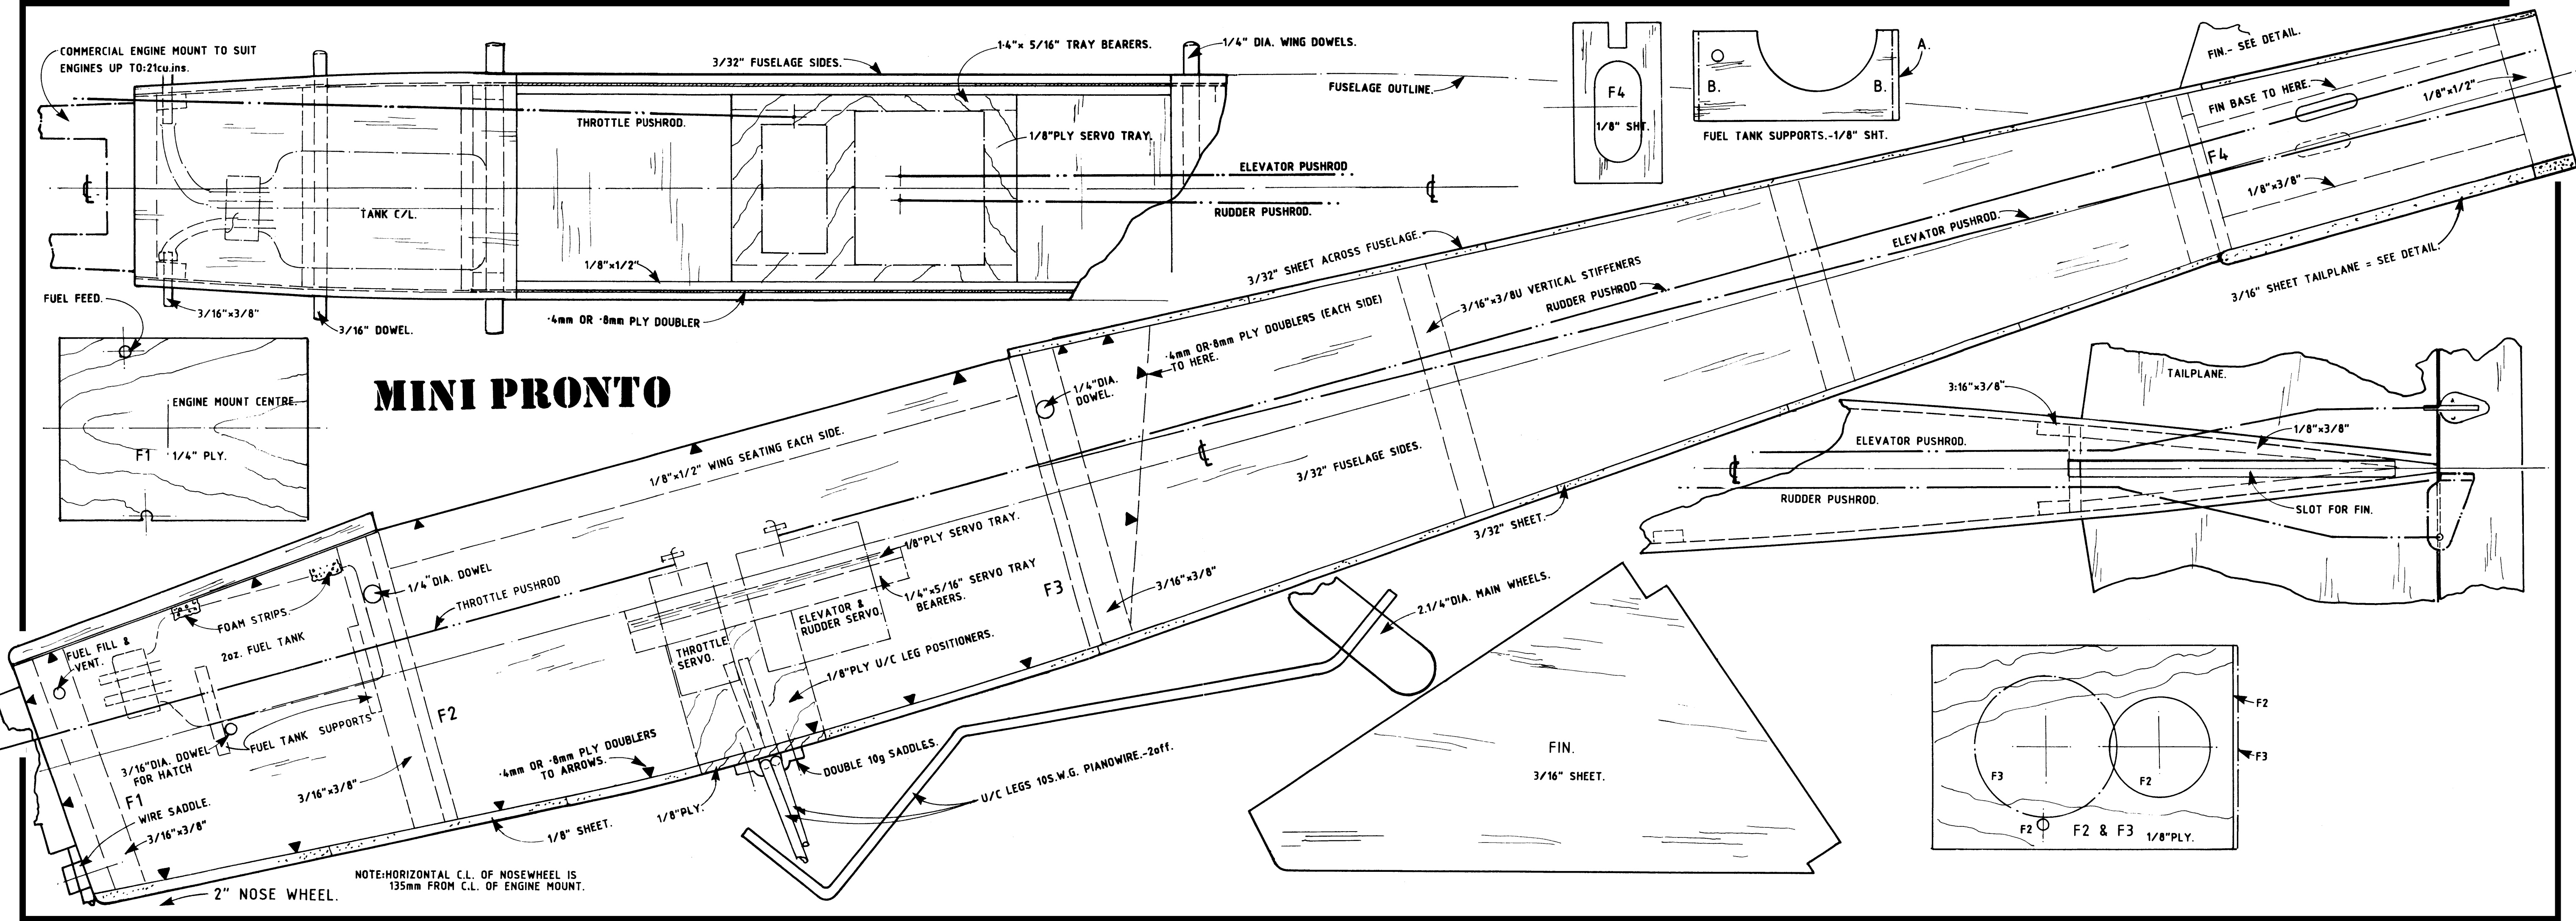 COMMERCIAL ENGINE MOUNT TO SUIT
ENGINES UP TO:21cu.ins.
3/32" FUSELAGE SIDES.
1·4"x 5/16" TRAY BEARERS.
1/4" DIA. WING DOWELS.
FUSELAGE OUTLINE.
THROTTLE PUSHROD.
1/8"PLY SERVO TRAY.
ELEVATOR PUSHROD
RUDDER PUSHROD.
TANK C/L.
1/8"x1/2"
FUEL FEED.
3/16"x3/8"
3/16" DOWEL.
·4mm OR ·8mm PLY DOUBLER
F4
1/8" SHT.
B.
B.
A.
FUEL TANK SUPPORTS.-1/8" SHT.
FIN.- SEE DETAIL.
FIN BASE TO HERE.
1/8"x1/2"
F4
1/8"x3/8"
3/16" SHEET TAILPLANE = SEE DETAIL.
ELEVATOR PUSHROD.
3/32" SHEET ACROSS FUSELAGE.
3/16"x3/8U VERTICAL STIFFENERS
RUDDER PUSHROD
·4mm OR·8mm PLY DOUBLERS (EACH SIDE)
TO HERE.
1/4"DIA.
DOWEL.
ENGINE MOUNT CENTRE.
F1
1/4" PLY.
MINI PRONTO
1/8"x1/2" WING SEATING EACH SIDE.
3/32" FUSELAGE SIDES.
3/32" SHEET.
1/8"PLY SERVO TRAY.
1/4"x5/16" SERVO TRAY
BEARERS.
F3
3/16"x3/8"
1/4"DIA. DOWEL
THROTTLE PUSHROD
FOAM STRIPS.
2oz. FUEL TANK
FUEL FILL &
VENT.
ELEVATOR &
RUDDER SERVO.
THROTTLE
SERVO.
1/8"PLY U/C LEG POSITIONERS.
F2
FUEL TANK SUPPORTS
3/16"DIA. DOWEL
FOR HATCH
F1
WIRE SADDLE.
3/16"x3/8"
3/16"x3/8"
·4mm OR ·8mm PLY DOUBLERS
TO ARROWS.
1/8" SHEET.
1/8"PLY.
DOUBLE 10g SADDLES.
U/C LEGS 10S.W.G. PIANOWIRE.-2off.
2.1/4"DIA. MAIN WHEELS.
NOTE:HORIZONTAL C.L. OF NOSEWHEEL IS
135mm FROM C.L. OF ENGINE MOUNT.
2" NOSE WHEEL.
FIN.
3/16" SHEET.
TAILPLANE.
3:16"x3/8"
1/8"x3/8"
ELEVATOR PUSHROD.
RUDDER PUSHROD.
SLOT FOR FIN.
F3
F2
F2
F3
F2
F2 & F3 1/8"PLY.